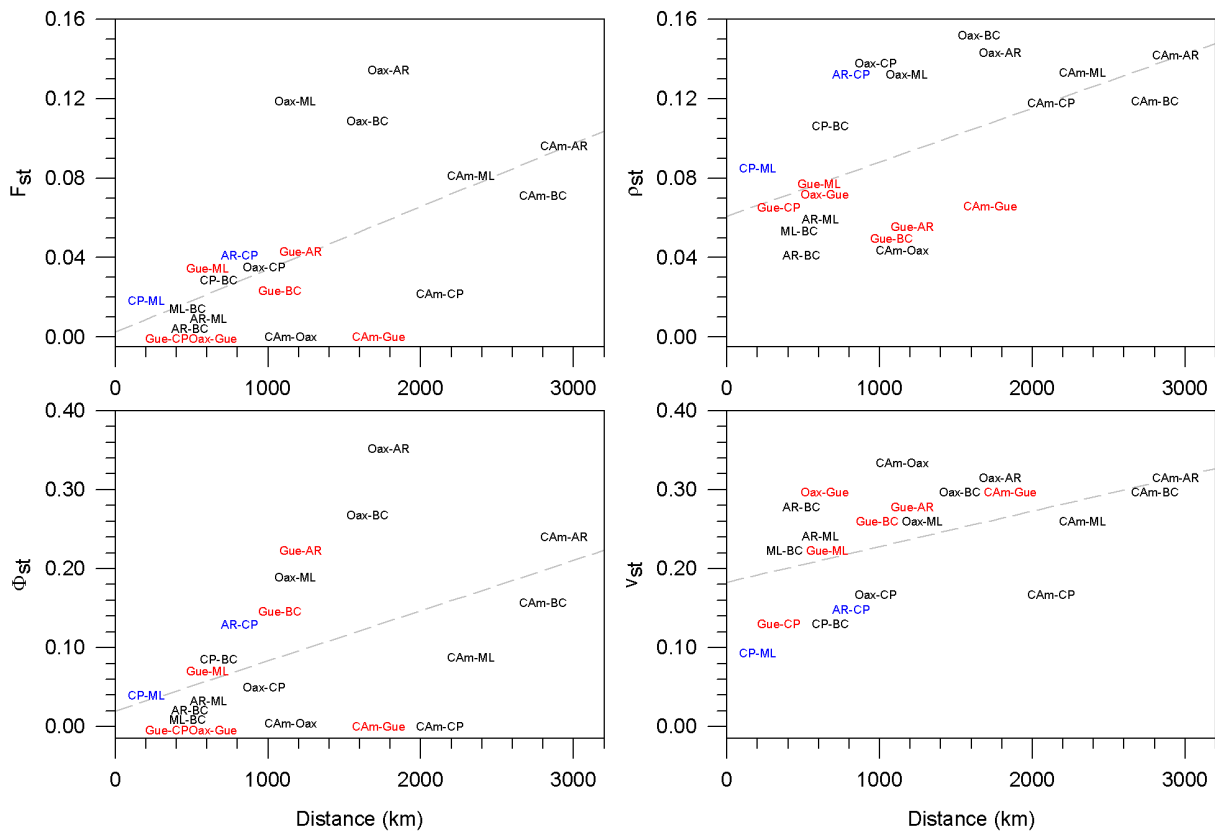 0.16
0.12
0.08
0.04
0.00
Fst
Oax-AR
Oax-ML
Oax-BC
CAm-AR
CAm-ML
CAm-BC
Gue-AR
AR-CP
Oax-CP
Gue-ML
CP-BC
Gue-BC
CAm-CP
CP-ML
ML-BC
AR-ML
AR-BC
Gue-CPOax-Gue
CAm-Oax
CAm-Gue
0 1000 2000 3000
0.16
0.12
0.08
0.04
0.00
ρst
Oax-BC
Oax-AR
CAm-AR
Oax-CP
AR-CP
Oax-ML
CAm-ML
CAm-CP
CAm-BC
CP-BC
CP-ML
Gue-ML
Oax-Gue
Gue-CP
CAm-Gue
AR-ML
Gue-AR
ML-BC
Gue-BC
CAm-Oax
AR-BC
0 1000 2000 3000
0.40
0.30
0.20
0.10
0.00
Φst
Oax-AR
Oax-BC
CAm-AR
Gue-AR
Oax-ML
CAm-BC
Gue-BC
AR-CP
CP-BC
CAm-ML
Gue-ML
Oax-CP
CP-ML
AR-ML
AR-BC
ML-BC
Gue-CPOax-Gue
CAm-Oax
CAm-Gue
CAm-CP
0 1000 2000 3000
Distance (km)
0.40
0.30
0.20
0.10
0.00
νst
CAm-Oax
Oax-AR
CAm-AR
Oax-Gue
Oax-BC
CAm-Gue
CAm-BC
AR-BC
Gue-AR
Gue-BC
Oax-ML
CAm-ML
AR-ML
ML-BC
Gue-ML
Oax-CP
CAm-CP
AR-CP
Gue-CP
CP-BC
CP-ML
0 1000 2000 3000
Distance (km)